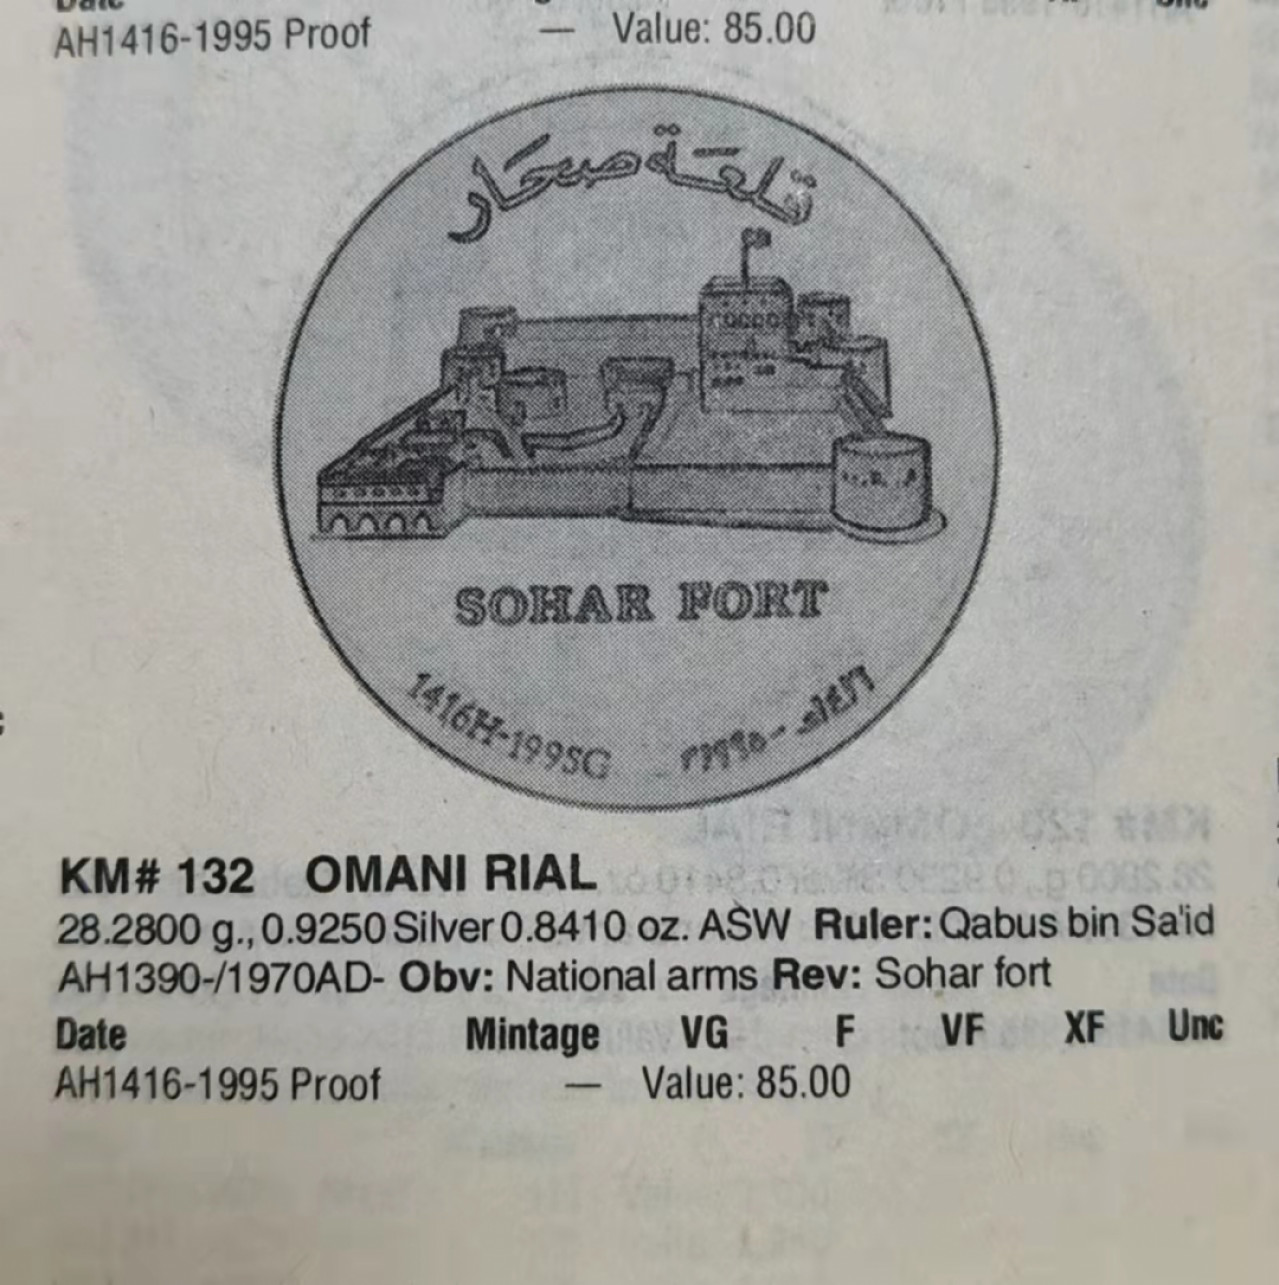 AH1416-1995 Proof — Value: 85.00
قلعة صحار
SOHAR FORT
1416H-1995G
١٤١٦هـ - ١٩٩٥م
KM# 132 OMANI RIAL
28.2800 g., 0.9250 Silver 0.8410 oz. ASW Ruler: Qabus bin Sa'id
AH1390-/1970AD- Obv: National arms Rev: Sohar fort
Date Mintage VG F VF XF Unc
AH1416-1995 Proof — Value: 85.00